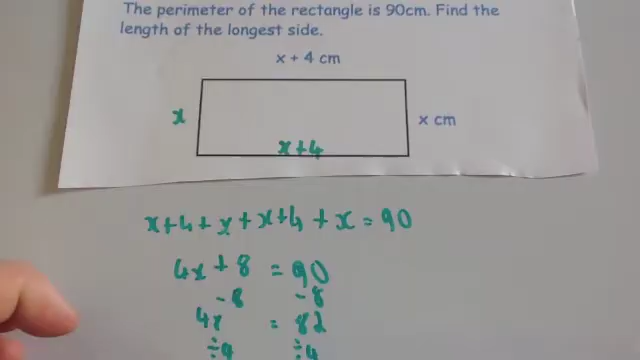 The perimeter of the rectangle is 90cm. Find the
length of the longest side.
x + 4 cm
x
x cm
x+4
x+4+x+x+4+x=90
4x+8=90
-8 -8
4x = 82
÷4 ÷4